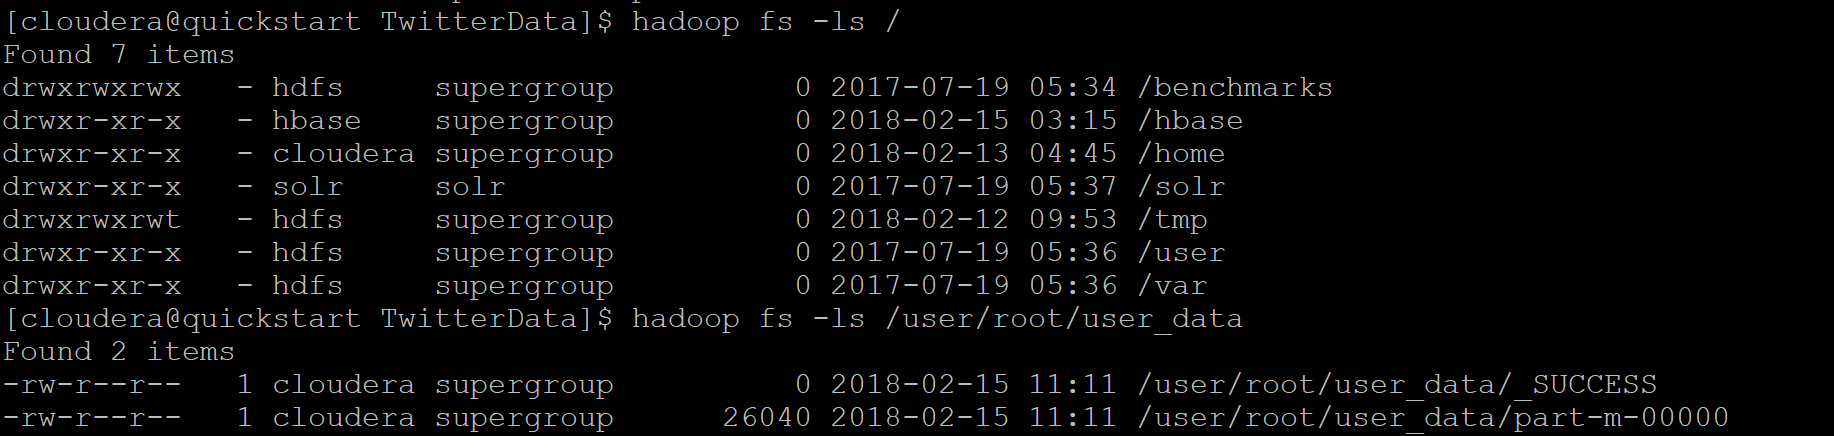 [cloudera@quickstart TwitterData]$ hadoop fs -ls /
Found 7 items
drwxrwxrwx   - hdfs     supergroup          0 2017-07-19 05:34 /benchmarks
drwxr-xr-x   - hbase    supergroup          0 2018-02-15 03:15 /hbase
drwxr-xr-x   - cloudera supergroup          0 2018-02-13 04:45 /home
drwxr-xr-x   - solr     solr                0 2017-07-19 05:37 /solr
drwxrwxrwt   - hdfs     supergroup          0 2018-02-12 09:53 /tmp
drwxr-xr-x   - hdfs     supergroup          0 2017-07-19 05:36 /user
drwxr-xr-x   - hdfs     supergroup          0 2017-07-19 05:36 /var
[cloudera@quickstart TwitterData]$ hadoop fs -ls /user/root/user_data
Found 2 items
-rw-r--r--   1 cloudera supergroup          0 2018-02-15 11:11 /user/root/user_data/_SUCCESS
-rw-r--r--   1 cloudera supergroup      26040 2018-02-15 11:11 /user/root/user_data/part-m-00000